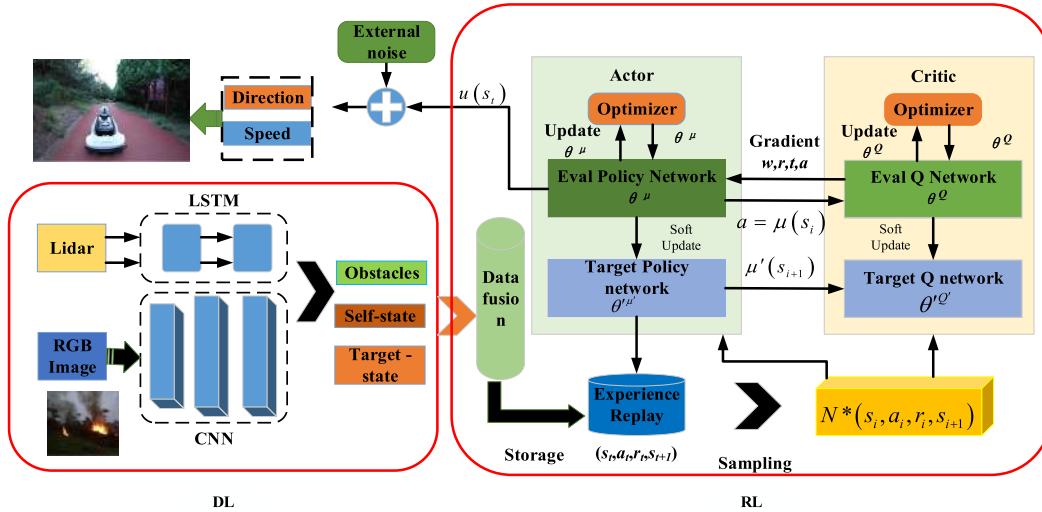 External
noise
Direction
Speed
u(s_t)
Actor
Optimizer
Update
θ^μ
θ^μ
Eval Policy Network
θ^μ
Soft
Update
Target Policy
network
θ'^μ'
Gradient
w,r,t,a
a = μ(s_i)
μ'(s_{i+1})
Critic
Optimizer
Update
θ^Q
θ^Q
Eval Q Network
θ^Q
Soft
Update
Target Q network
θ'^Q'
LSTM
Lidar
RGB
Image
CNN
Obstacles
Self-state
Target -
state
Data
fusio
n
Experience
Replay
Storage
(s_t,a_t,r_t,s_{t+1})
Sampling
N*(s_i,a_i,r_i,s_{i+1})
DL
RL